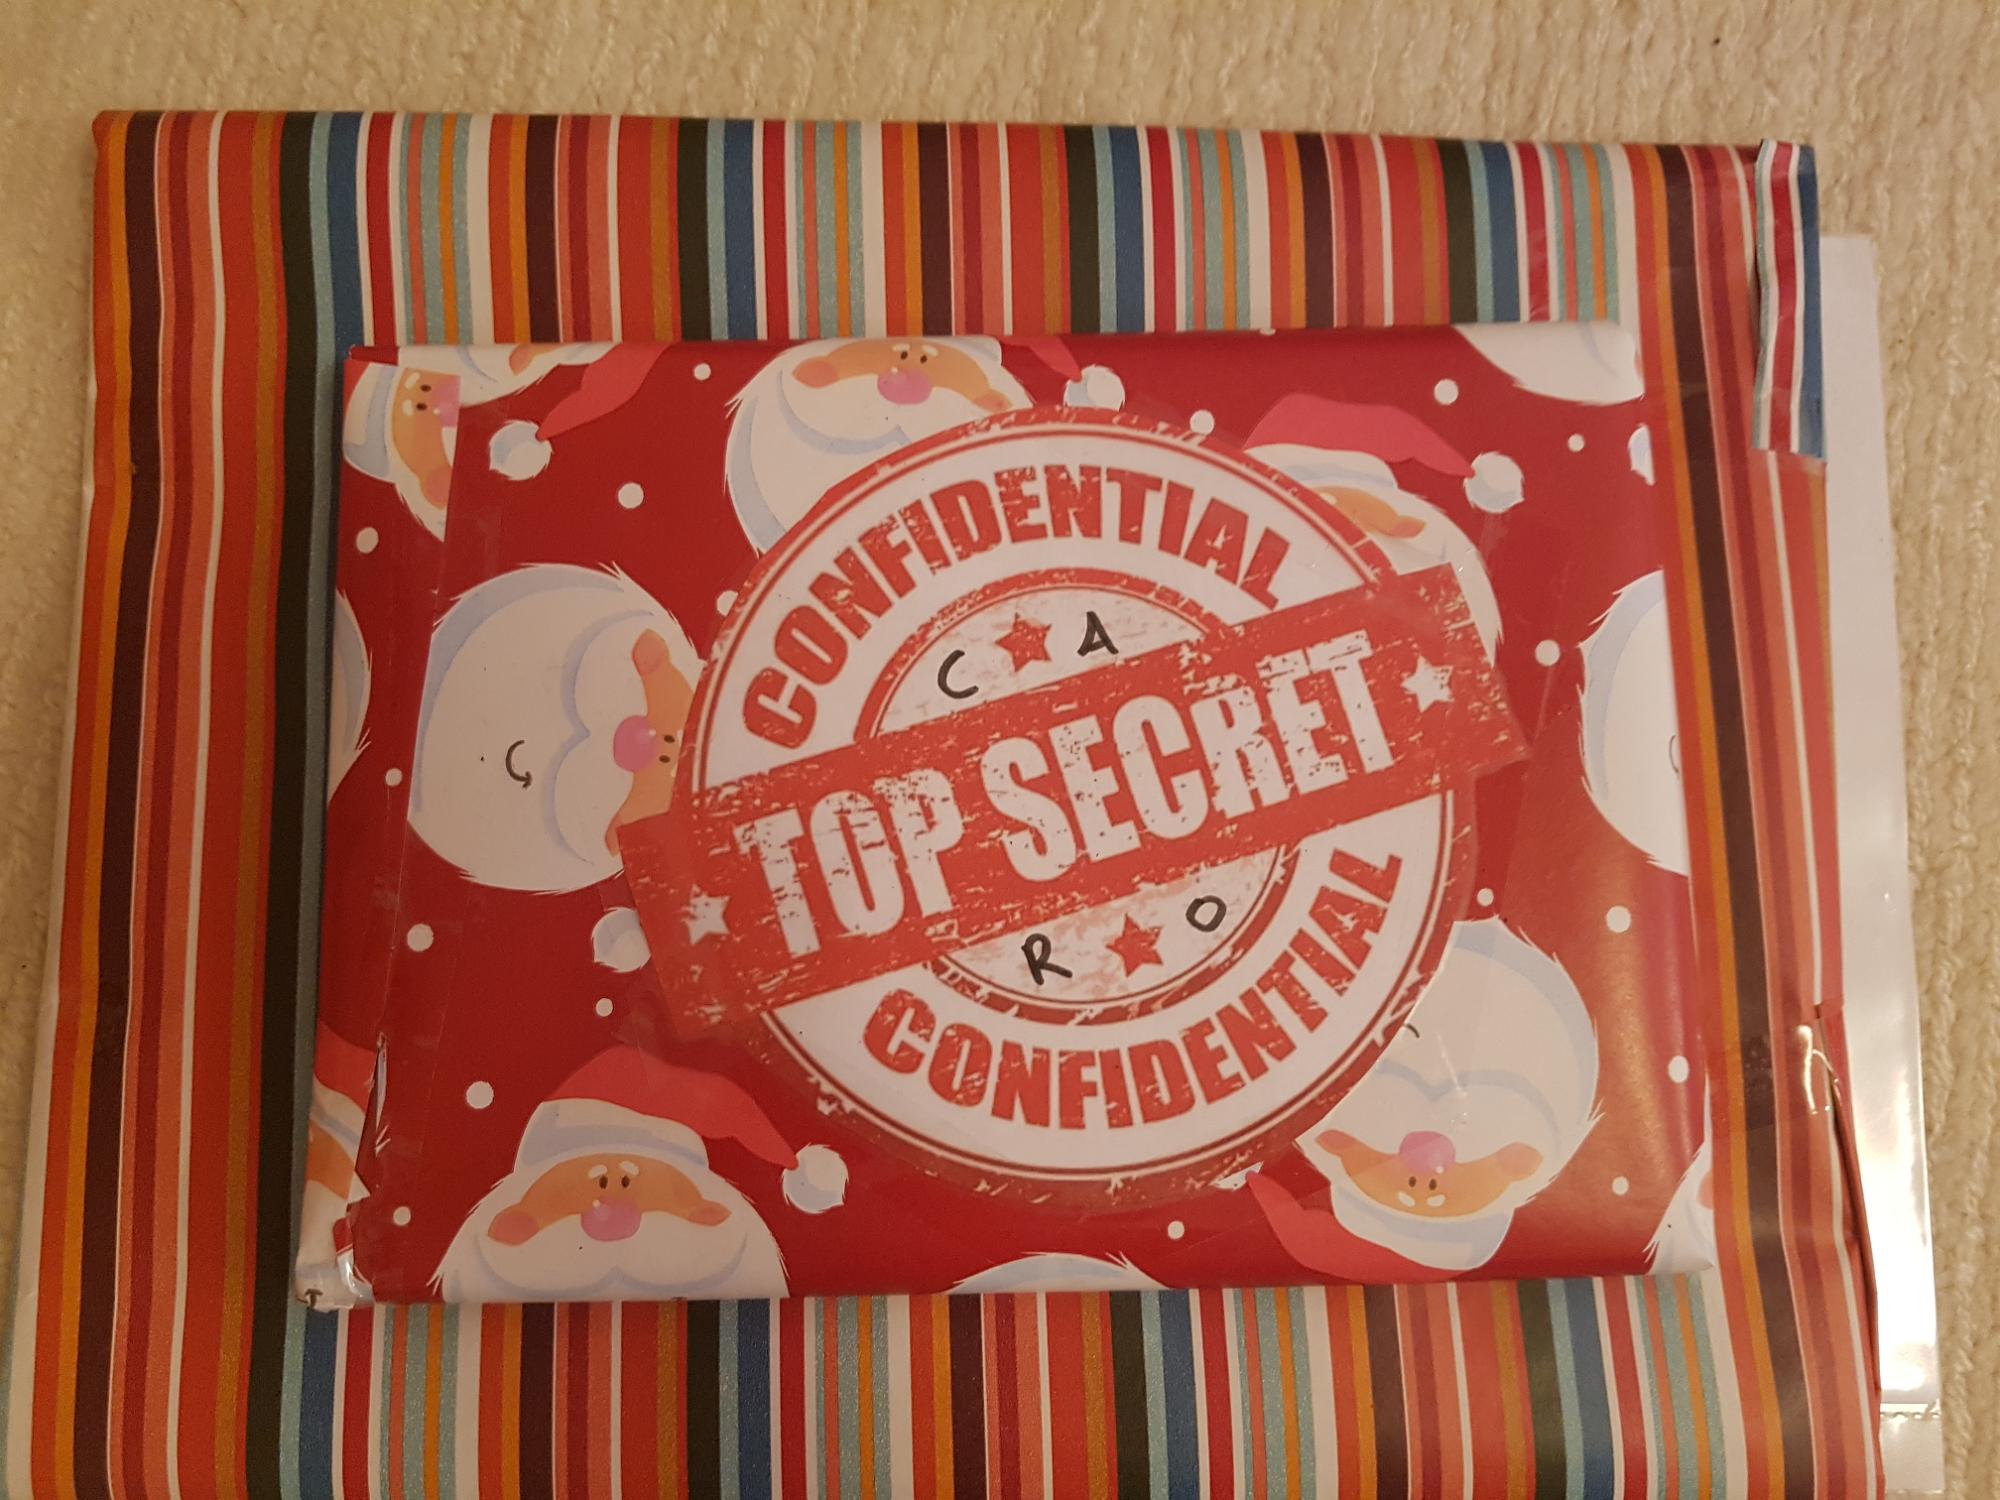 CONFIDENTIAL
C A
TOP SECRET
R O
CONFIDENTIAL